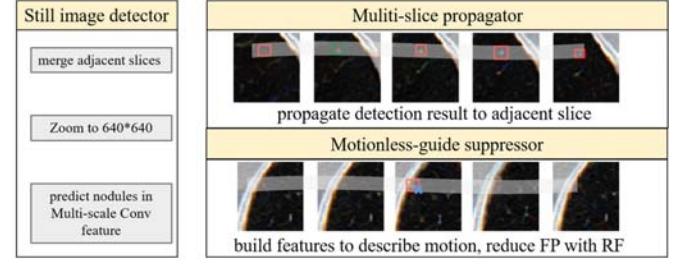 Still image detector
merge adjacent slices
Zoom to 640*640
predict nodules in
Multi-scale Conv
feature
Muliti-slice propagator
propagate detection result to adjacent slice
Motionless-guide suppressor
build features to describe motion, reduce FP with RF